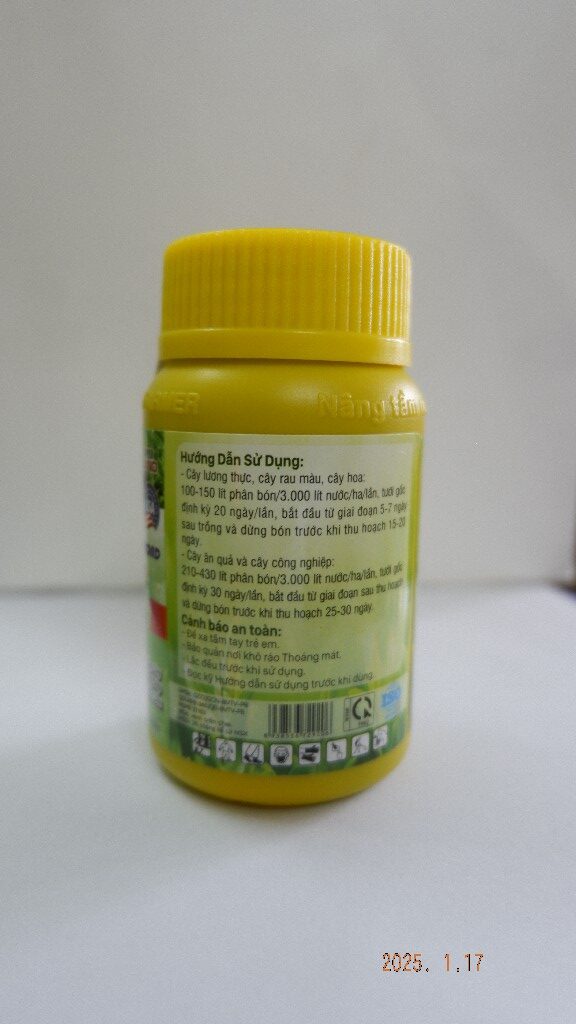 Nâng tầm
Hướng Dẫn Sử Dụng:
- Cây lương thực, cây rau màu, cây hoa:
100-150 lít phân bón/3.000 lít nước/ha/lần, tưới gốc
định kỳ 20 ngày/lần, bắt đầu từ giai đoạn 5-7 ngày
sau trồng và dừng bón trước khi thu hoạch 15-20
ngày.
- Cây ăn quả và cây công nghiệp:
210-430 lít phân bón/3.000 lít nước/ha/lần, tưới gốc
định kỳ 30 ngày/lần, bắt đầu từ giai đoạn sau thu hoạch
và dừng bón trước khi thu hoạch 25-30 ngày.
Cảnh báo an toàn:
- Để xa tầm tay trẻ em.
- Bảo quản nơi khô ráo Thoáng mát.
- Lắc đều trước khi sử dụng.
- Đọc kỹ Hướng dẫn sử dụng trước khi dùng.
ISO
2025. 1.17